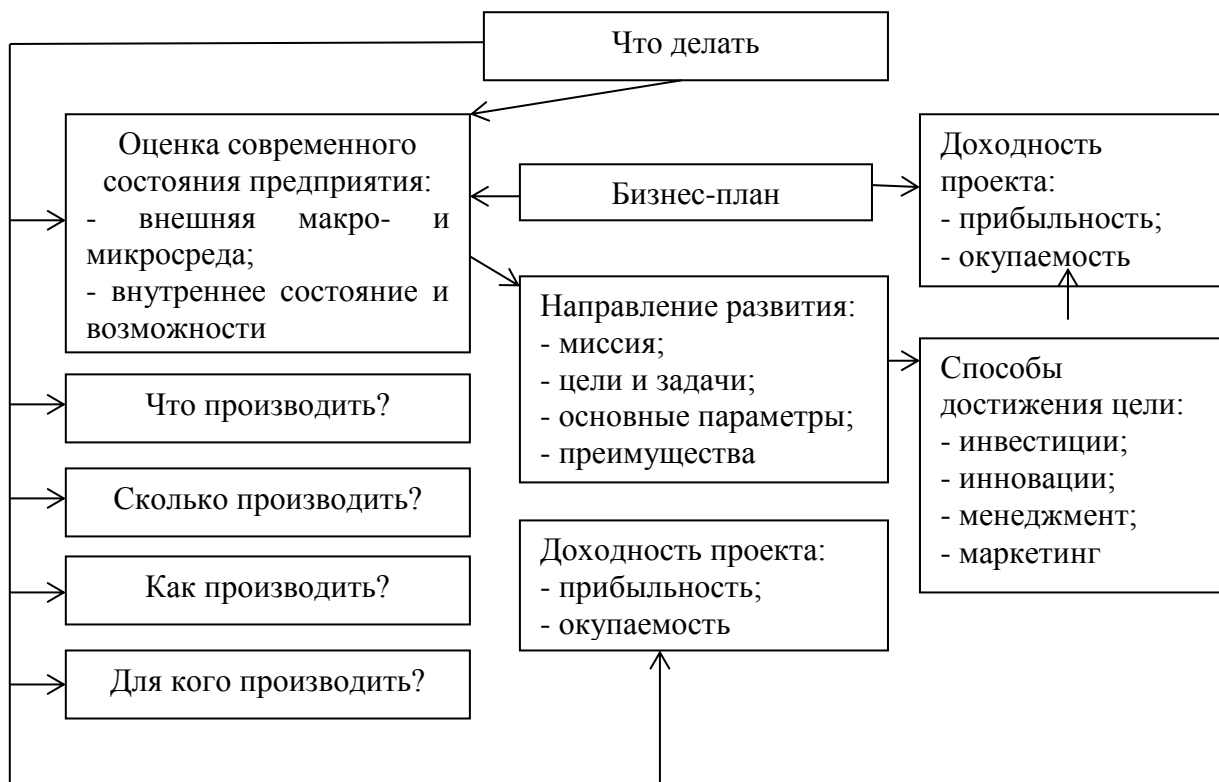 Что делать
Оценка современного
состояния предприятия:
- внешняя макро- и
микросреда;
- внутреннее состояние и
возможности
Бизнес-план
Доходность
проекта:
- прибыльность;
- окупаемость
Направление развития:
- миссия;
- цели и задачи;
- основные параметры;
- преимущества
Способы
достижения цели:
- инвестиции;
- инновации;
- менеджмент;
- маркетинг
Что производить?
Сколько производить?
Как производить?
Для кого производить?
Доходность проекта:
- прибыльность;
- окупаемость